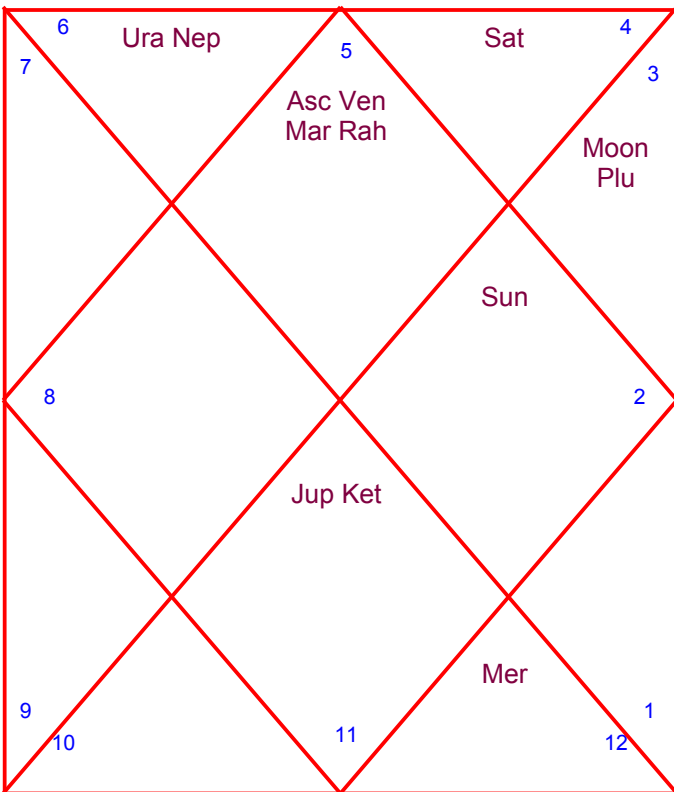 6
Ura Nep
5
Sat
4
7
3
Asc Ven
Mar Rah
Moon
Plu
Sun
8
2
Jup Ket
Mer
9
1
10
11
12